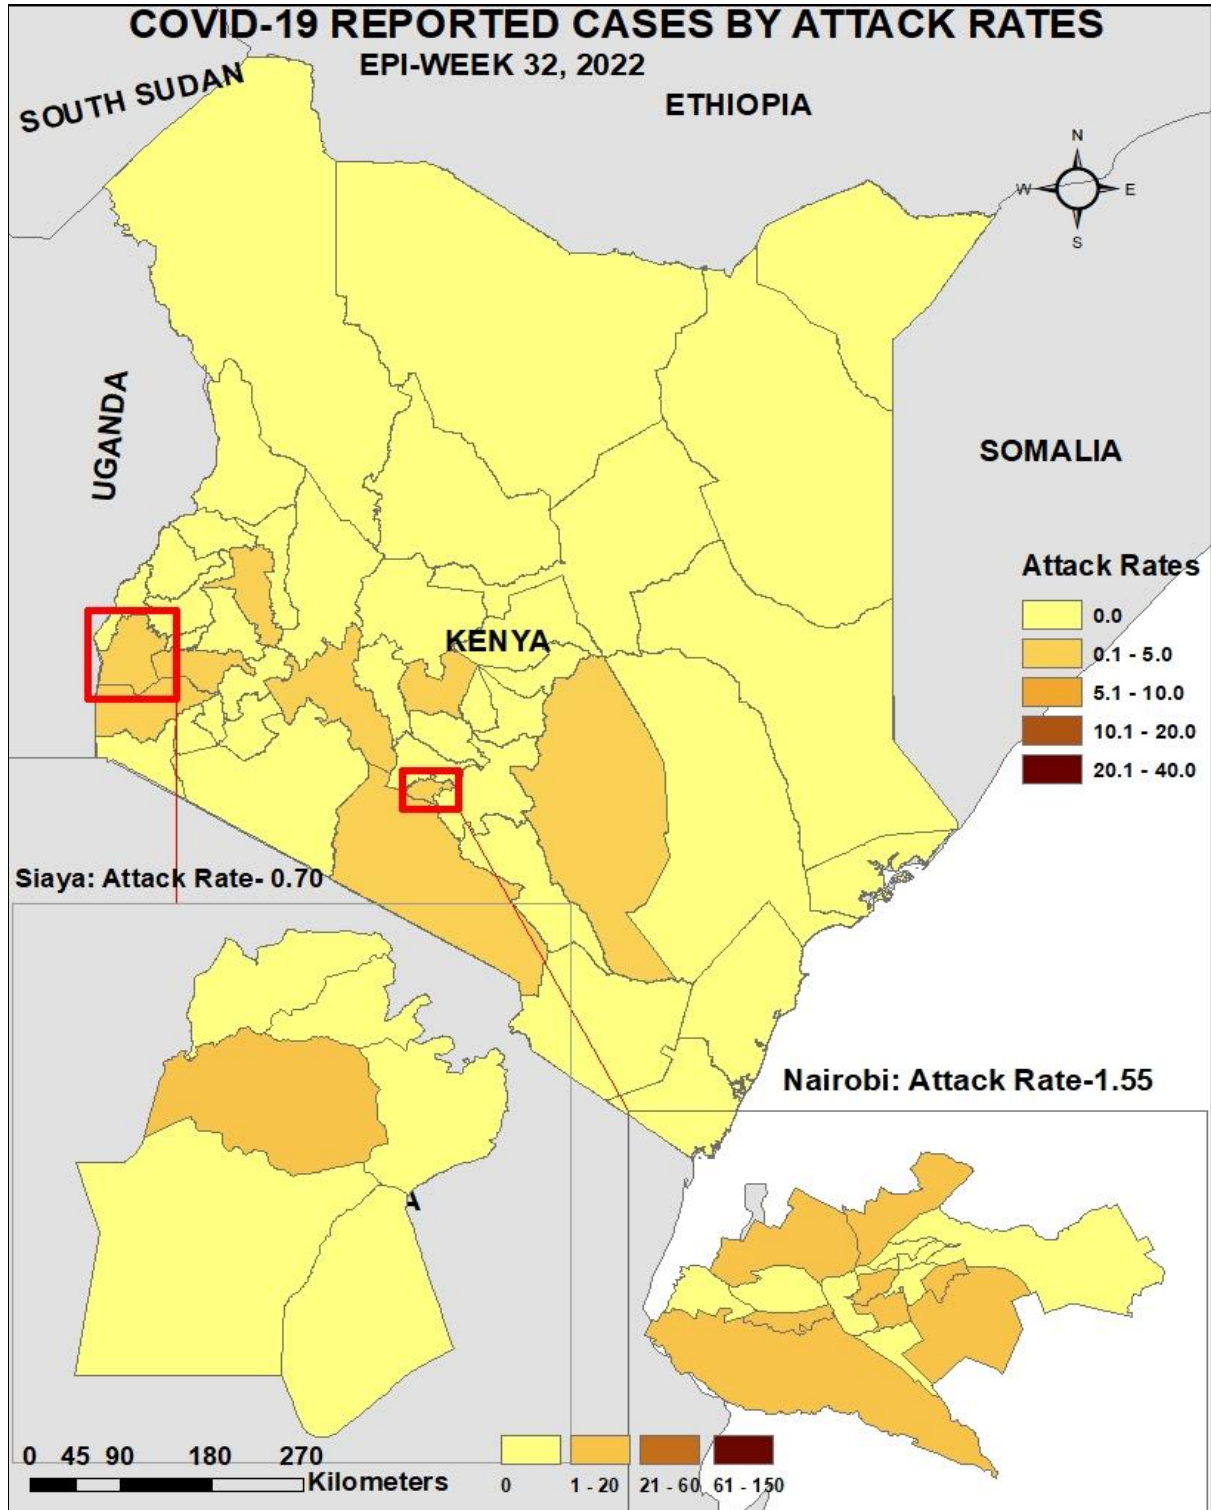 COVID-19 REPORTED CASES BY ATTACK RATES
EPI-WEEK 32, 2022
SOUTH SUDAN
ETHIOPIA
N
W
E
S
UGANDA
SOMALIA
KENYA
Attack Rates
0.0
0.1 - 5.0
5.1 - 10.0
10.1 - 20.0
20.1 - 40.0
Siaya: Attack Rate- 0.70
Nairobi: Attack Rate-1.55
A
0 45 90 180 270
Kilometers
0 1 - 20 21 - 60 61 - 150